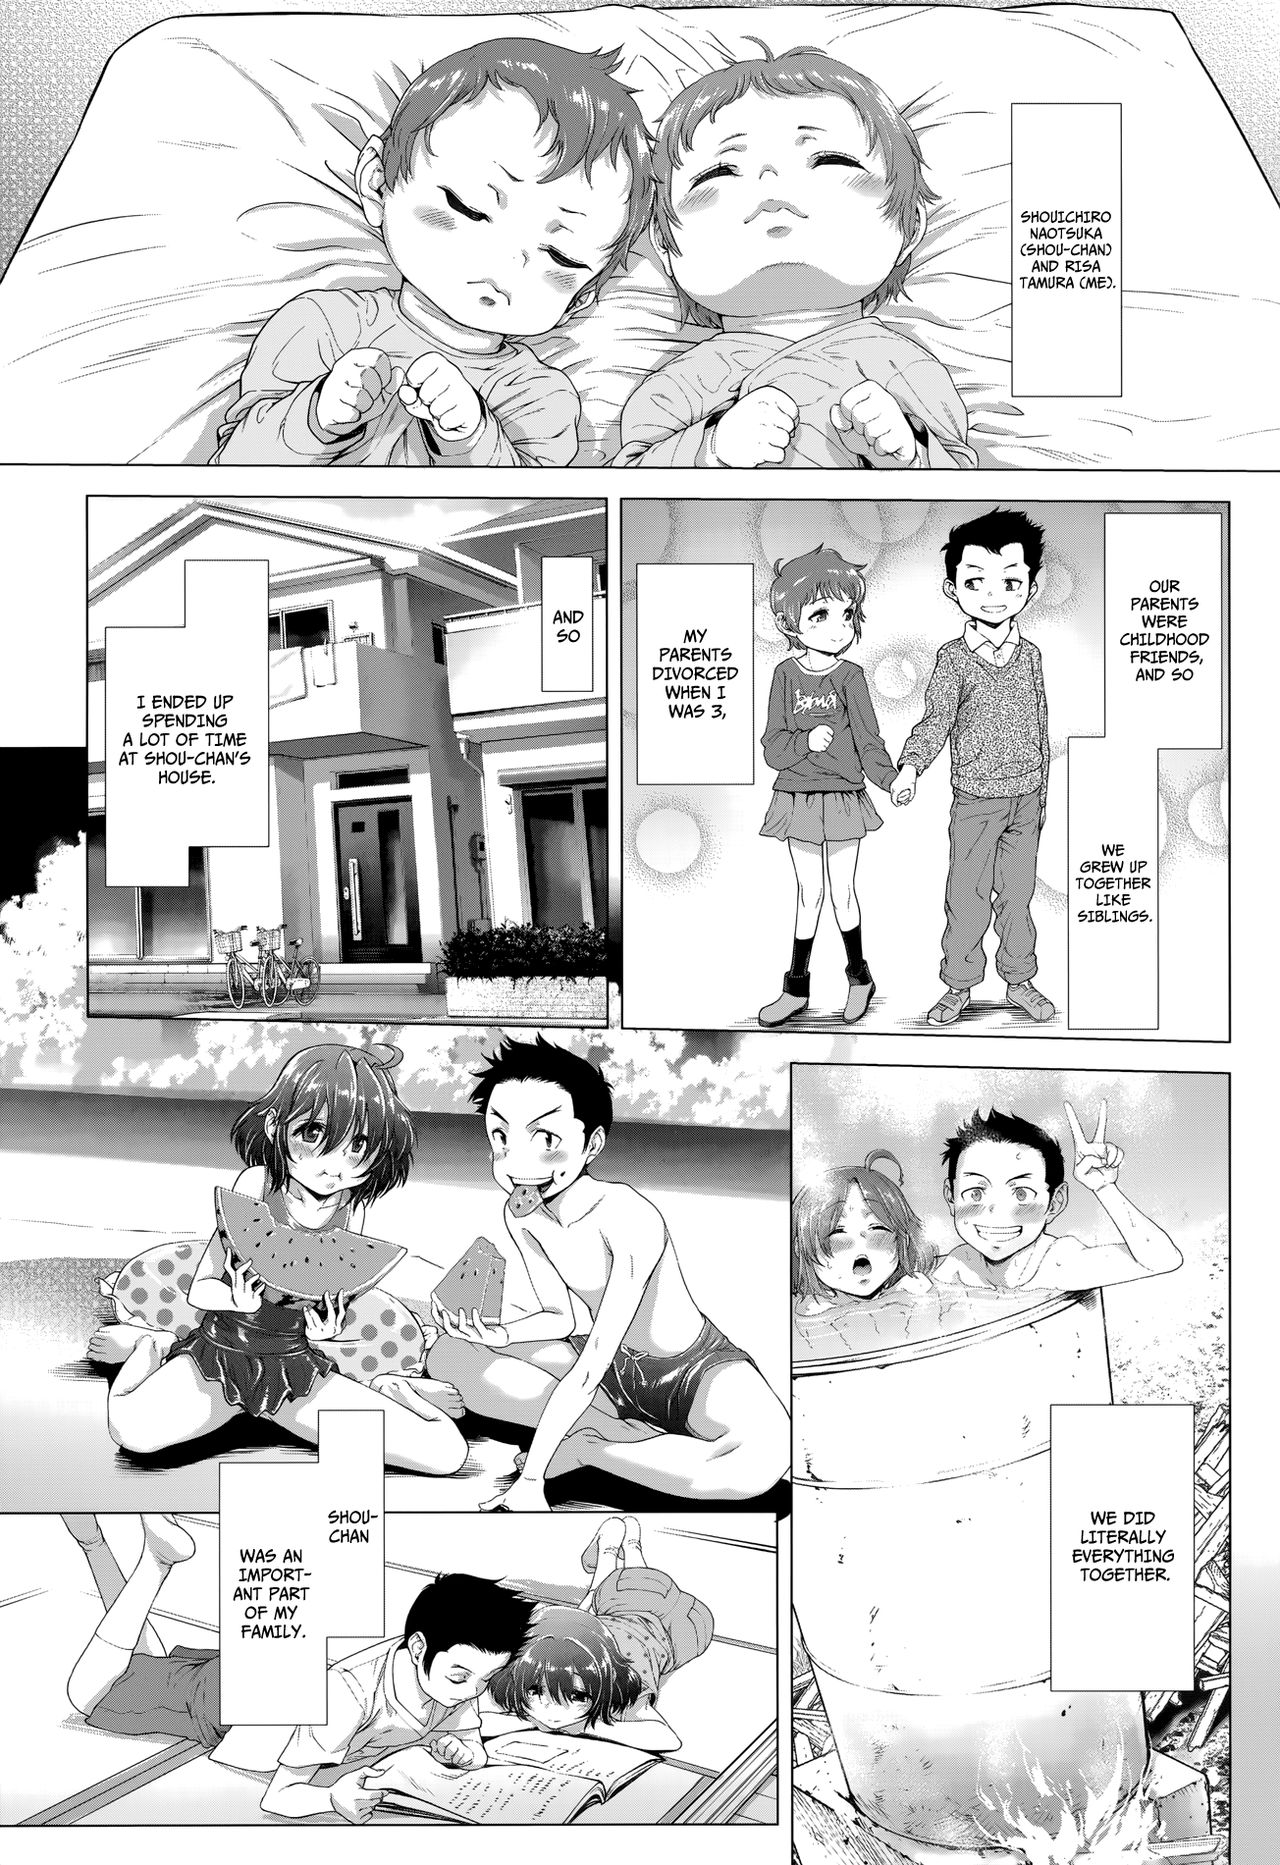 SHOUICHIRO
NAOTSUKA
(SHOU-CHAN)
AND RISA
TAMURA (ME).
OUR
PARENTS
WERE
CHILDHOOD
FRIENDS,
AND SO
WE
GREW UP
TOGETHER
LIKE
SIBLINGS.
MY
PARENTS
DIVORCED
WHEN I
WAS 3,
AND
SO
I ENDED UP
SPENDING
A LOT OF TIME
AT SHOU-CHAN'S
HOUSE.
WE DID
LITERALLY
EVERYTHING
TOGETHER.
SHOU-
CHAN
WAS AN
IMPORT-
ANT PART
OF MY
FAMILY.